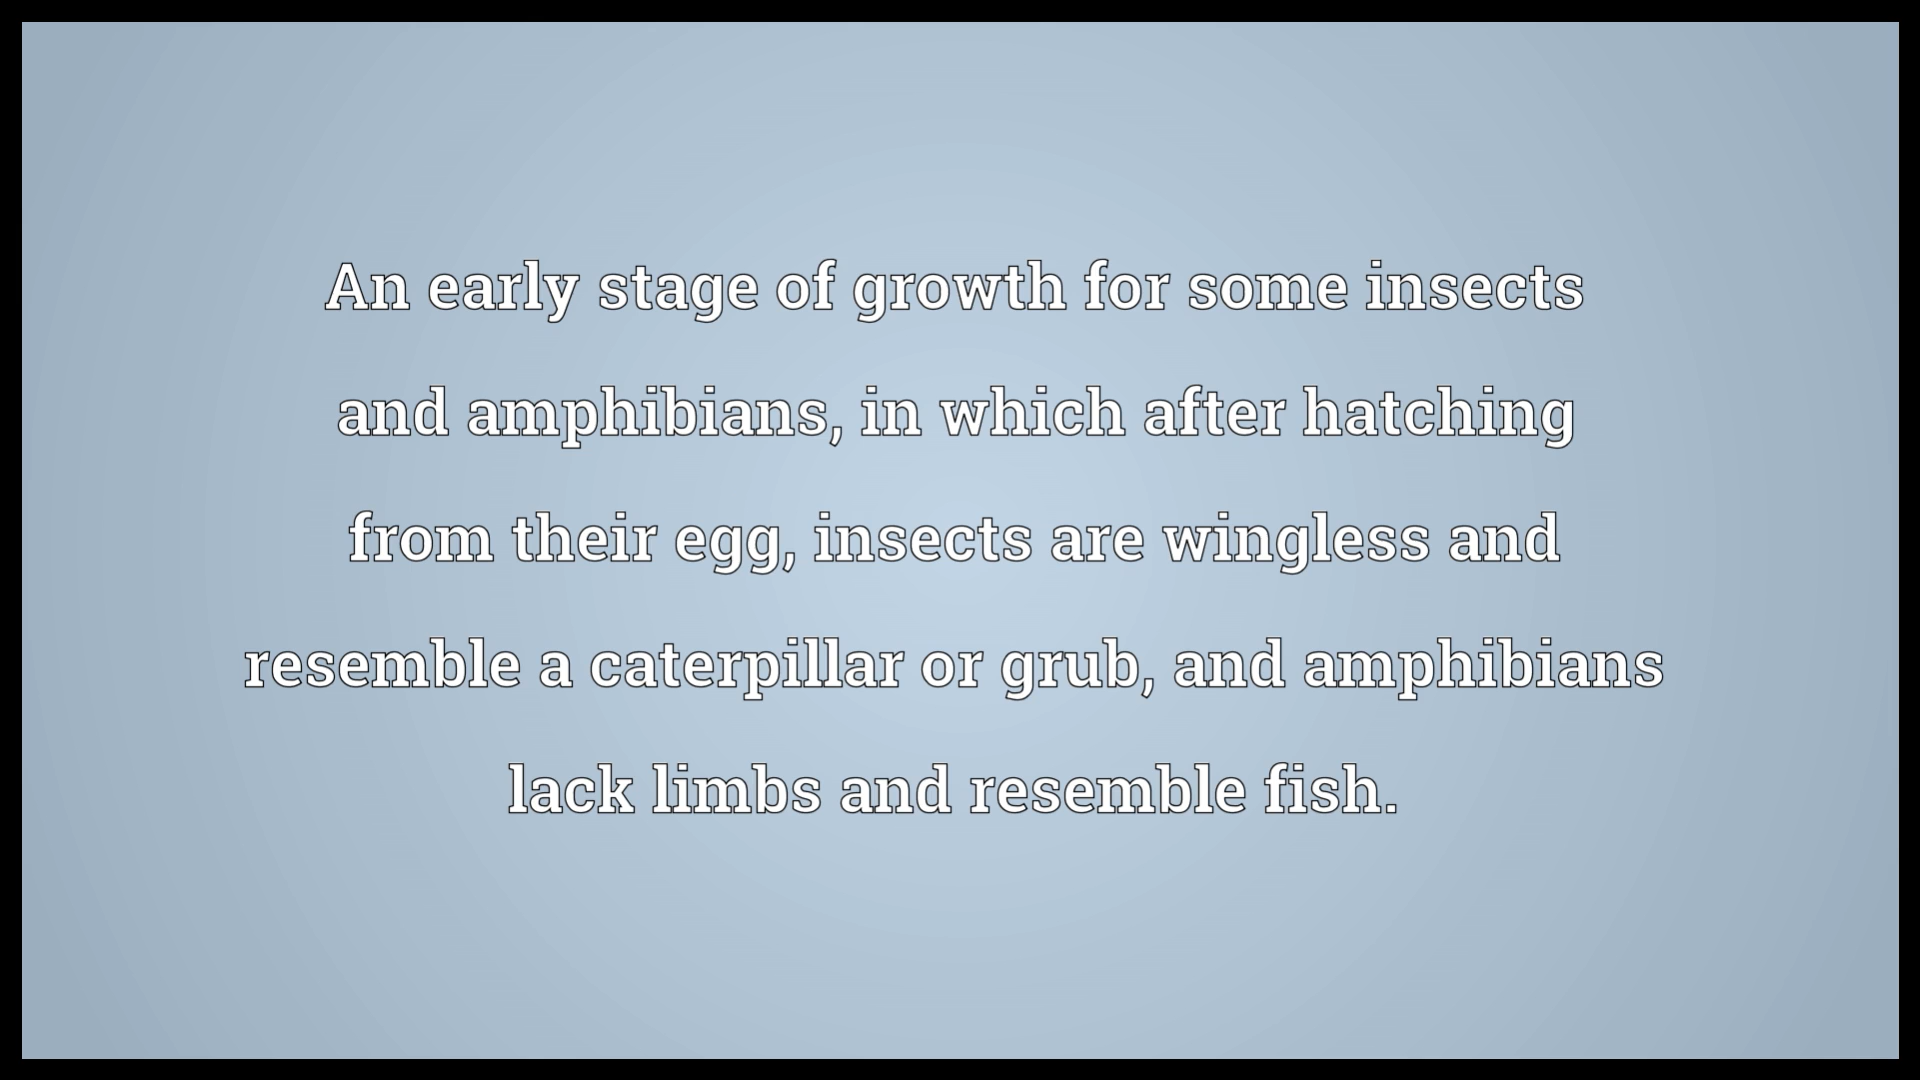 An early stage of growth for some insects
and amphibians, in which after hatching
from their egg, insects are wingless and
resemble a caterpillar or grub, and amphibians
lack limbs and resemble fish.